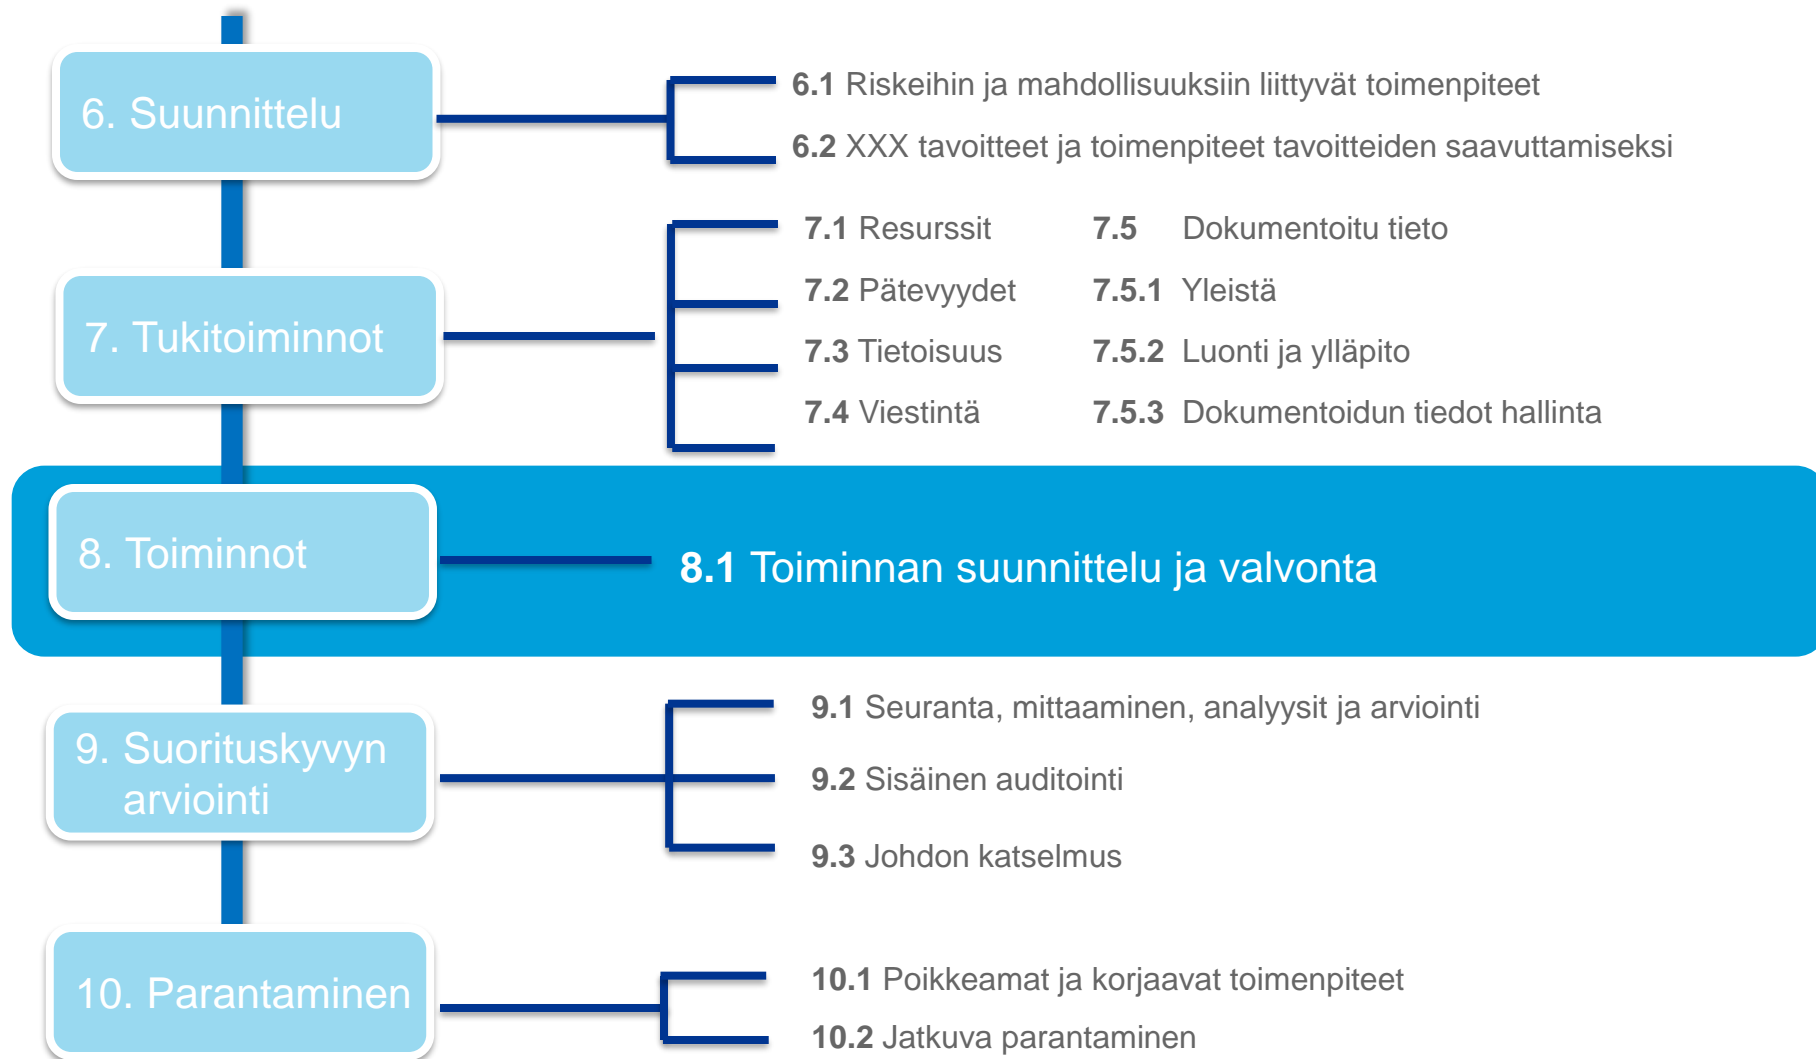 6. Suunnittelu
6.1 Riskeihin ja mahdollisuuksiin liittyvät toimenpiteet
6.2 XXX tavoitteet ja toimenpiteet tavoitteiden saavuttamiseksi
7. Tukitoiminnot
7.1 Resurssit
7.2 Pätevyydet
7.3 Tietoisuus
7.4 Viestintä
7.5 Dokumentoitu tieto
7.5.1 Yleistä
7.5.2 Luonti ja ylläpito
7.5.3 Dokumentoidun tiedot hallinta
8. Toiminnot
8.1 Toiminnan suunnittelu ja valvonta
9. Suorituskyvyn
arviointi
9.1 Seuranta, mittaaminen, analyysit ja arviointi
9.2 Sisäinen auditointi
9.3 Johdon katselmus
10. Parantaminen
10.1 Poikkeamat ja korjaavat toimenpiteet
10.2 Jatkuva parantaminen